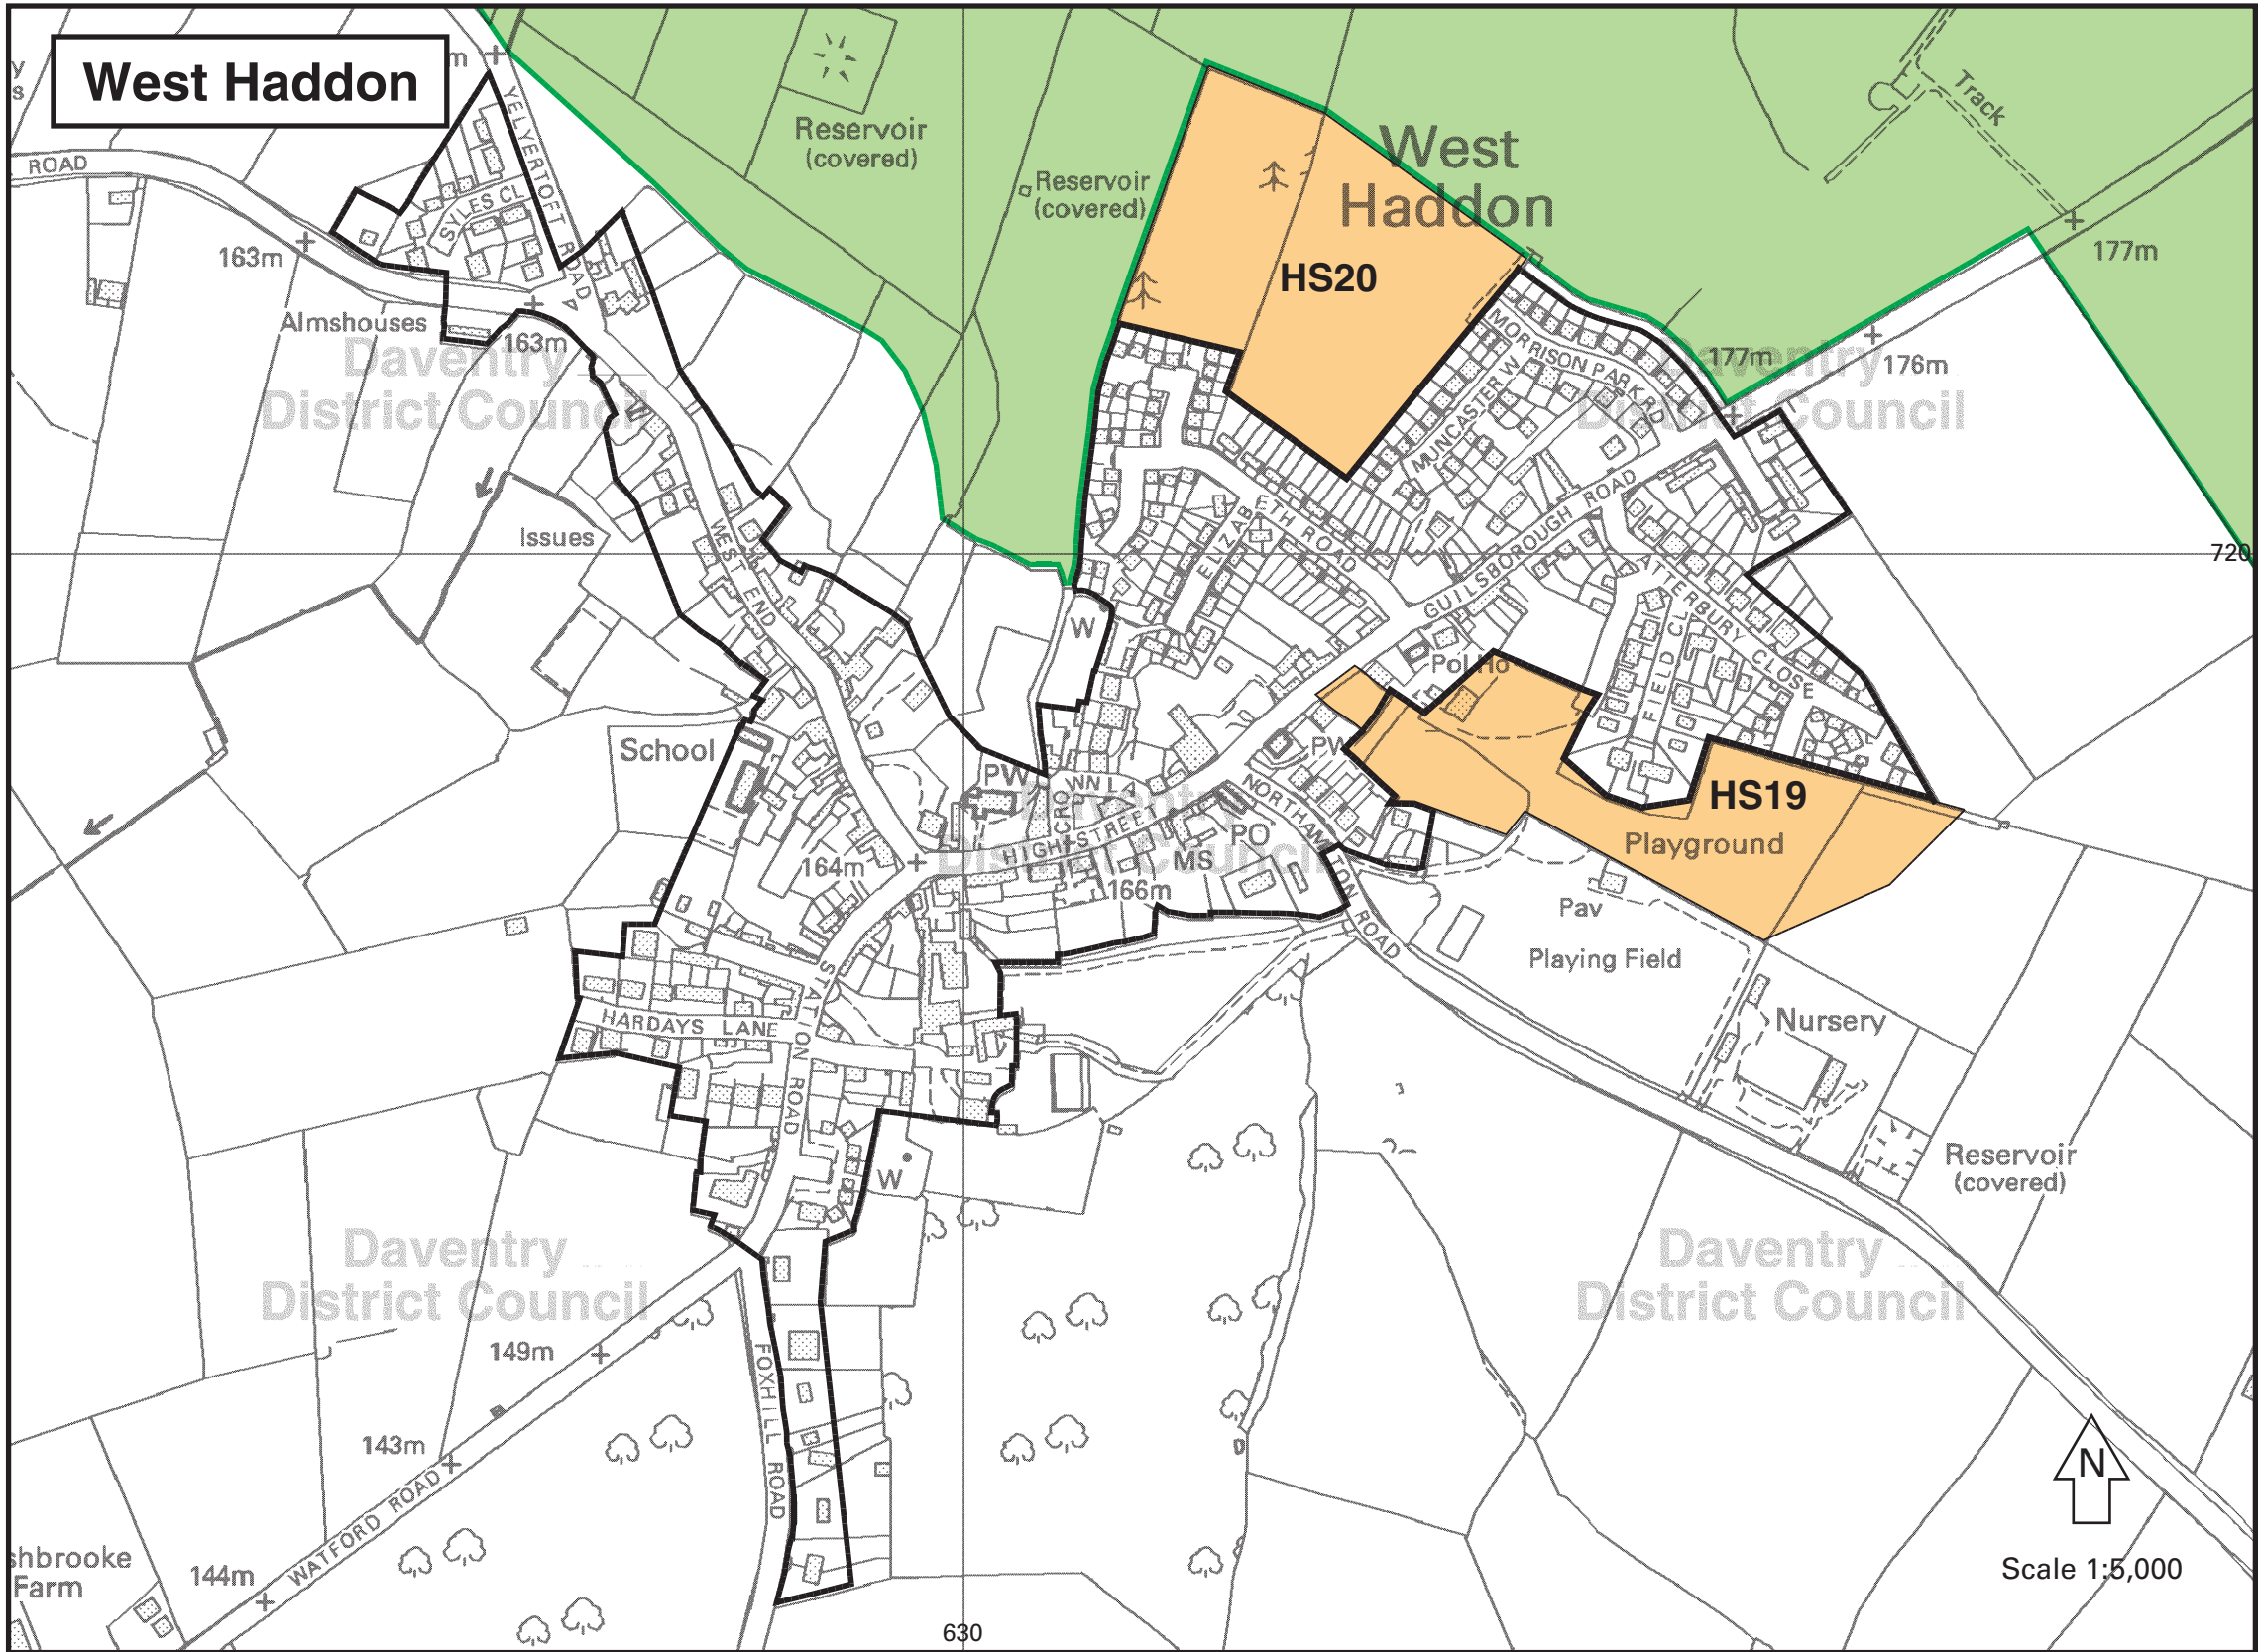 West Haddon
m
y
s
ROAD
YELVERTOFT ROAD
SYLES CL
163m
Almshouses
163m
Reservoir
(covered)
Reservoir
(covered)
West
Haddon
HS20
Track
177m
177m
176m
Daventry
District Council
Daventry
District Council
MORRISON PARK RD
MUNCASTER W
Issues
WEST END
ELIZABETH ROAD
GUILSBOROUGH ROAD
ATTERBURY CLOSE
FIELD CL
720
W
Pol Ho
School
PW
PW
CROWN LA
HIGH STREET
NORTHAMPTON ROAD
PO
MS
164m
166m
Daventry
District Council
HS19
Playground
Pav
Playing Field
Nursery
HARDAYS LANE
STATION ROAD
W
Reservoir
(covered)
Daventry
District Council
Daventry
District Council
149m
143m
144m
FOXHILL ROAD
WATFORD ROAD
shbrooke
Farm
N
Scale 1:5,000
630